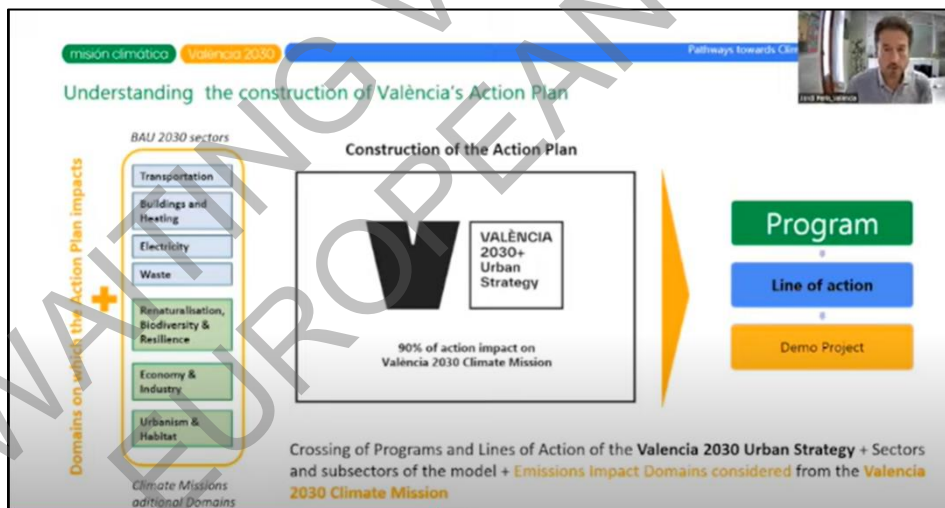 misión climática València 2030
Pathways towards
Understanding the construction of València's Action Plan
BAU 2030 sectors
Domains on which the Action Plan impacts
+
Transportation
Buildings and
Heating
Electricity
Waste
Renaturalisation,
Biodiversity &
Resilience
Economy &
Industry
Urbanism &
Habitat
Climate Missions
aditional Domains
Construction of the Action Plan
VALÈNCIA
2030+
Urban
Strategy
90% of action impact on
València 2030 Climate Mission
Program
Line of action
Demo Project
Crossing of Programs and Lines of Action of the Valencia 2030 Urban Strategy + Sectors
and subsectors of the model + Emissions Impact Domains considered from the Valencia
2030 Climate Mission
WAITING
EUROPEAN